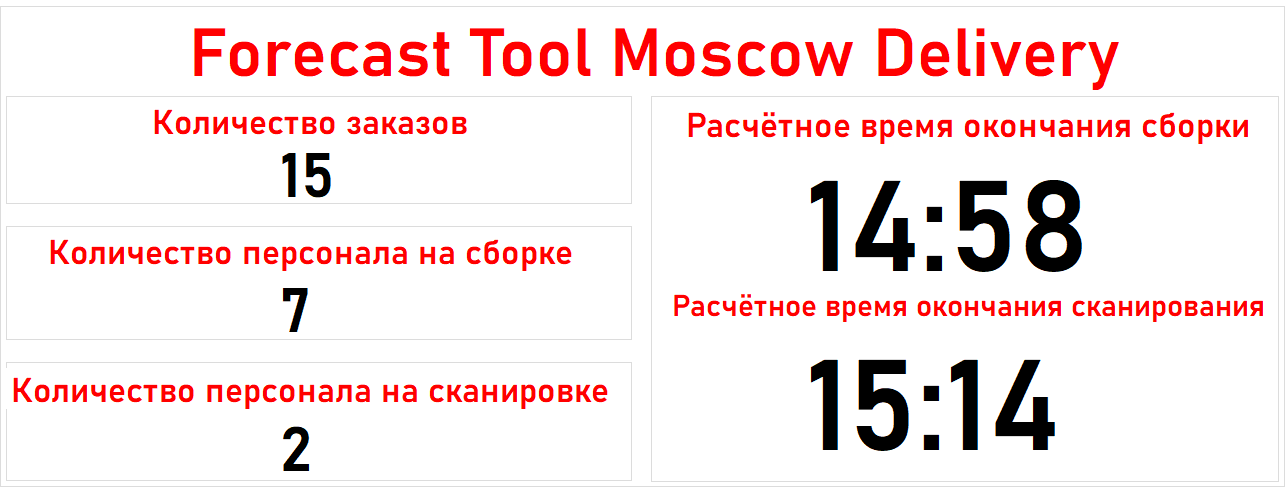 Forecast Tool Moscow Delivery
Количество заказов
15
Количество персонала на сборке
7
Количество персонала на сканировке
2
Расчётное время окончания сборки
14:58
Расчётное время окончания сканирования
15:14